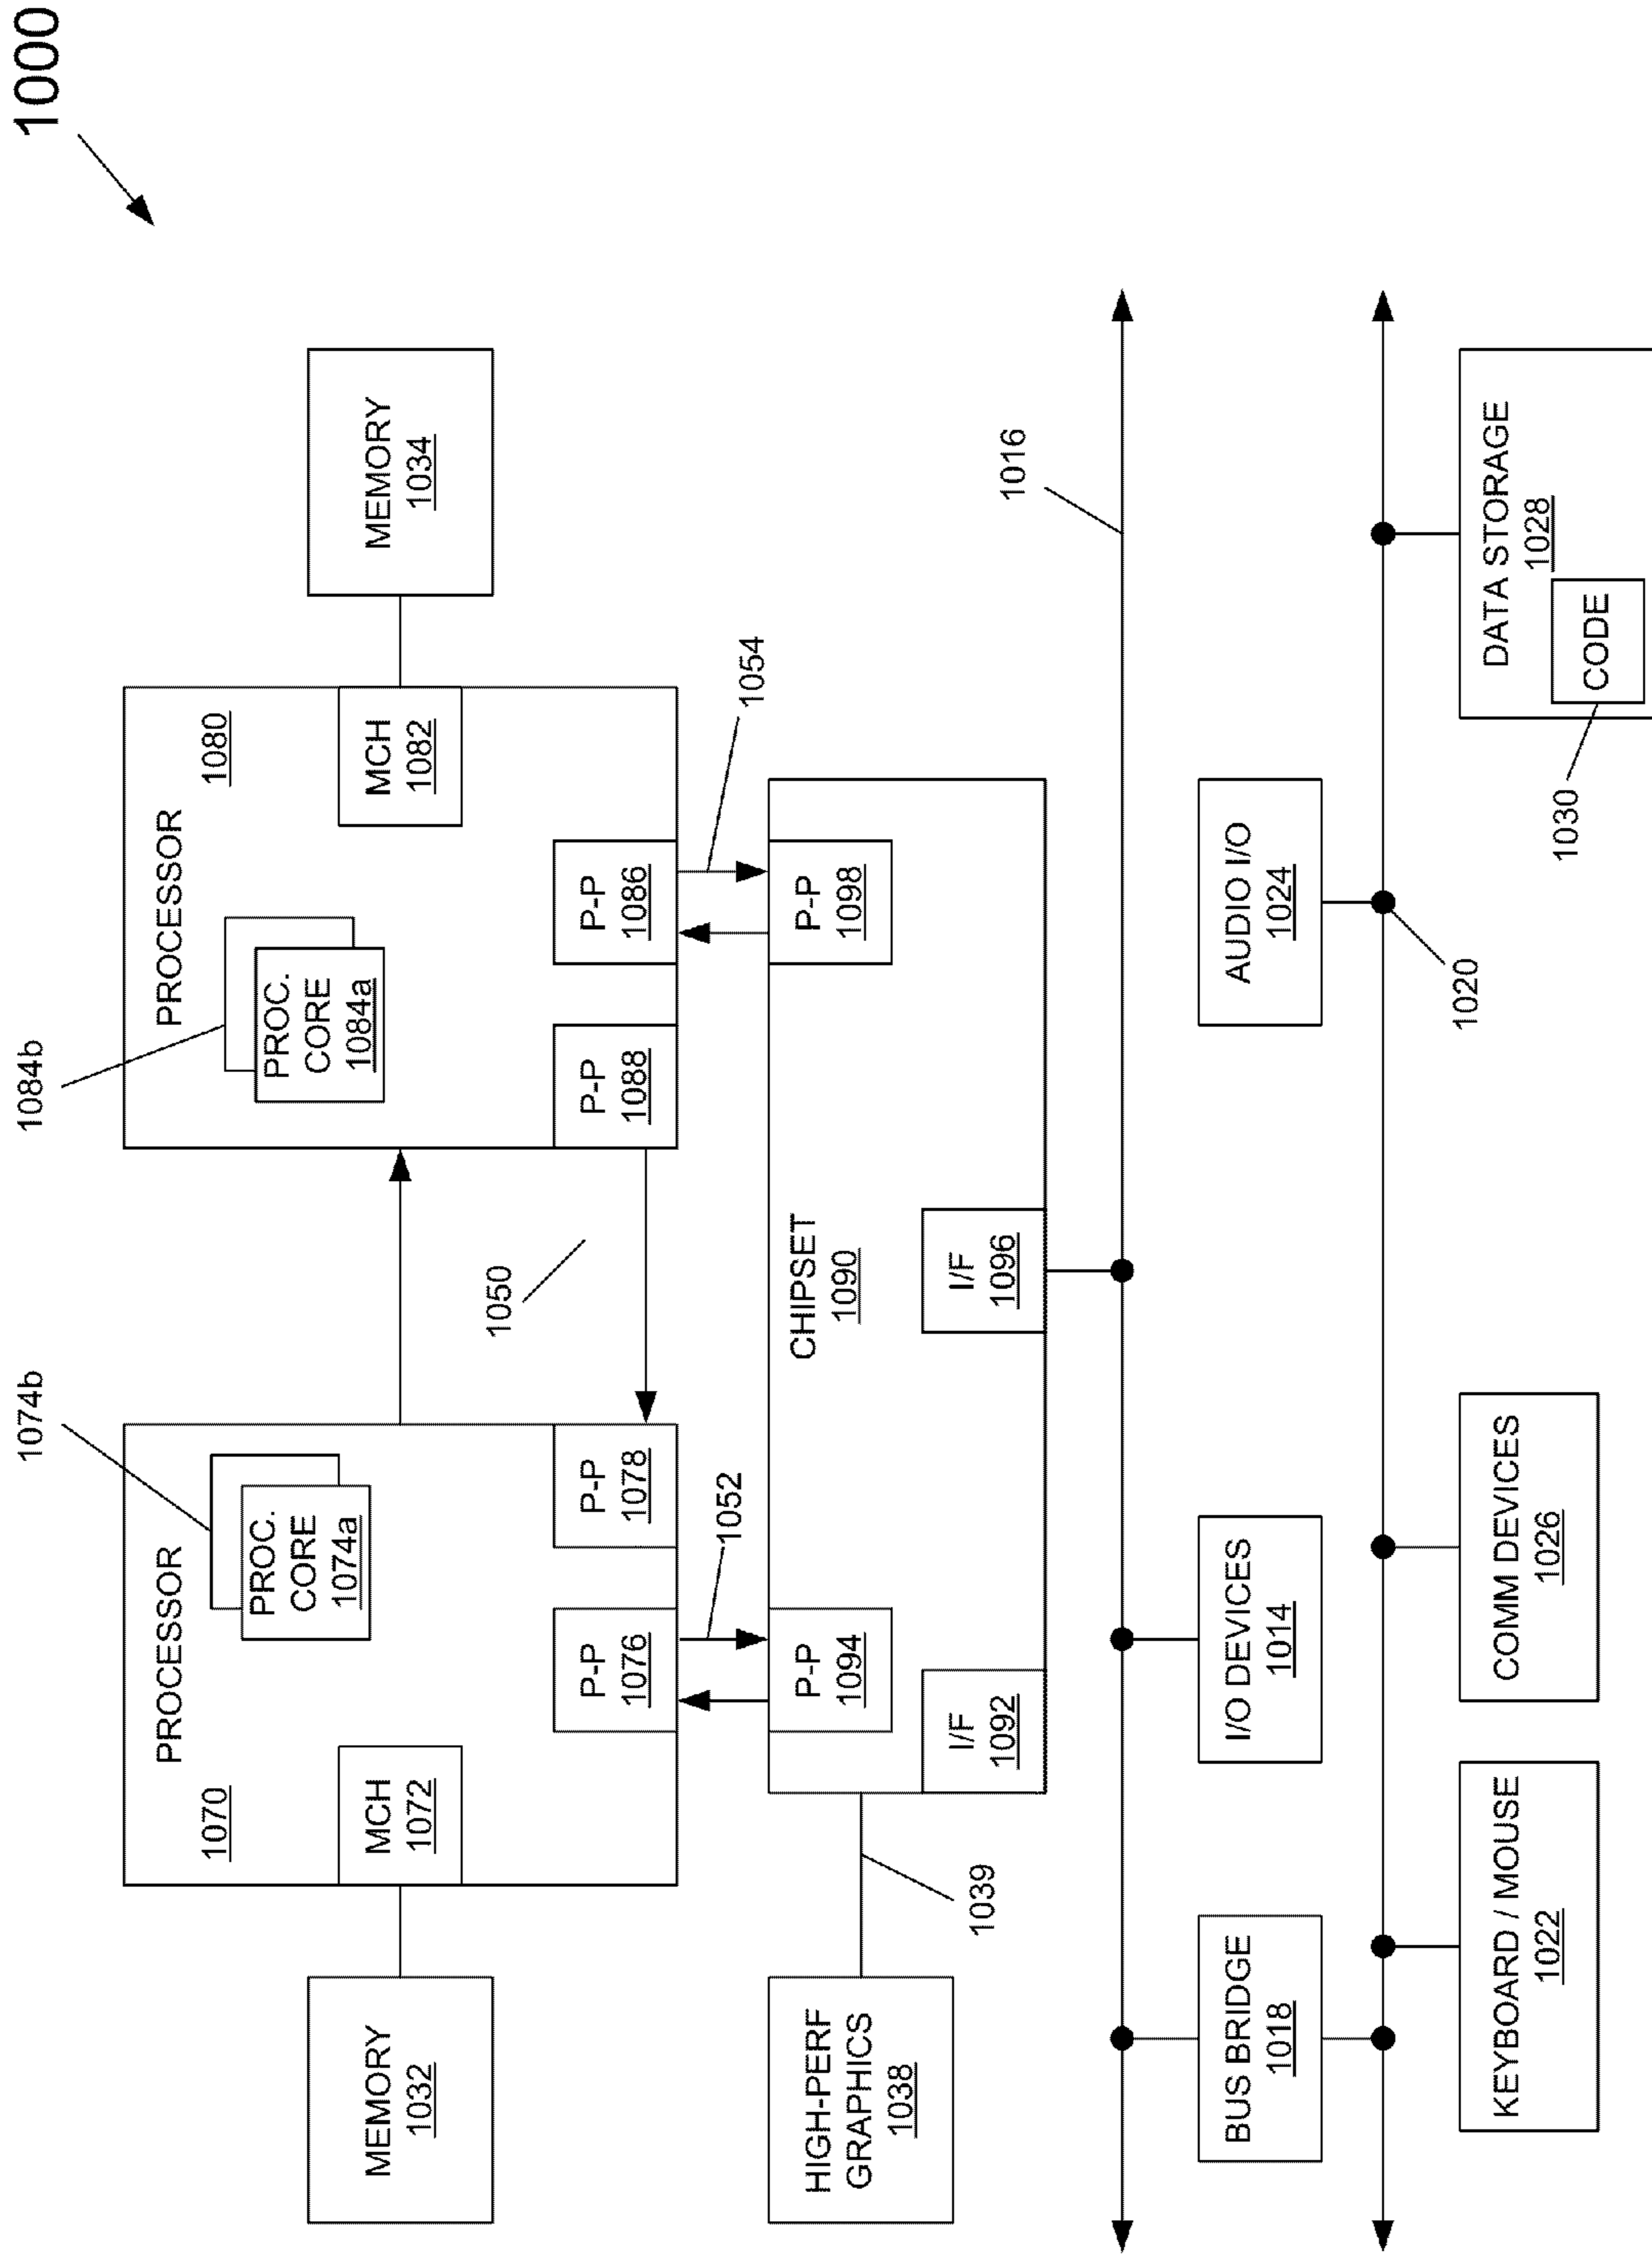 1000
1074b
1084b
PROCESSOR
1070
PROC.
CORE
1074a
MCH
1072
P-P
1076
P-P
1078
PROCESSOR
1080
PROC.
CORE
1084a
MCH
1082
P-P
1088
P-P
1086
MEMORY
1032
MEMORY
1034
1050
1052
1054
HIGH-PERF
GRAPHICS
1038
1039
CHIPSET
1090
P-P
1094
P-P
1098
I/F
1092
I/F
1096
1016
BUS BRIDGE
1018
I/O DEVICES
1014
AUDIO I/O
1024
1020
KEYBOARD / MOUSE
1022
COMM DEVICES
1026
DATA STORAGE
1028
CODE
1030